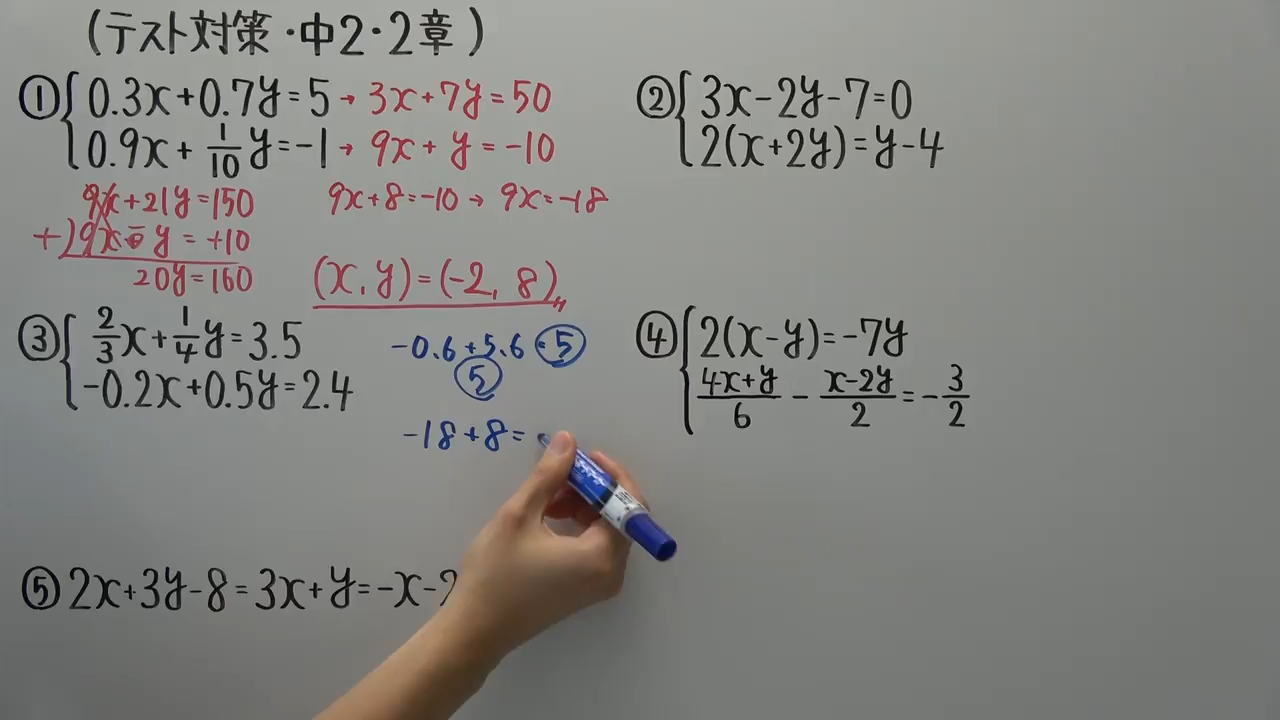 (テスト対策・中2・2章)
① { 0.3x+0.7y=5 → 3x+7y=50
0.9x+1/10y=-1 → 9x+y=-10
9x+21y=150
+) 9x y = +10
20y=160
9x+8=-10 → 9x=-18
(x,y)=(-2, 8)
② { 3x-2y-7=0
2(x+2y)=y-4
③ { 2/3x+1/4y=3.5
-0.2x+0.5y=2.4
-0.6+5.6=5
5
-18+8=
④ { 2(x-y)=-7y
4x+y/6 - x-2y/2 = -3/2
⑤ 2x+3y-8=3x+y=-x-